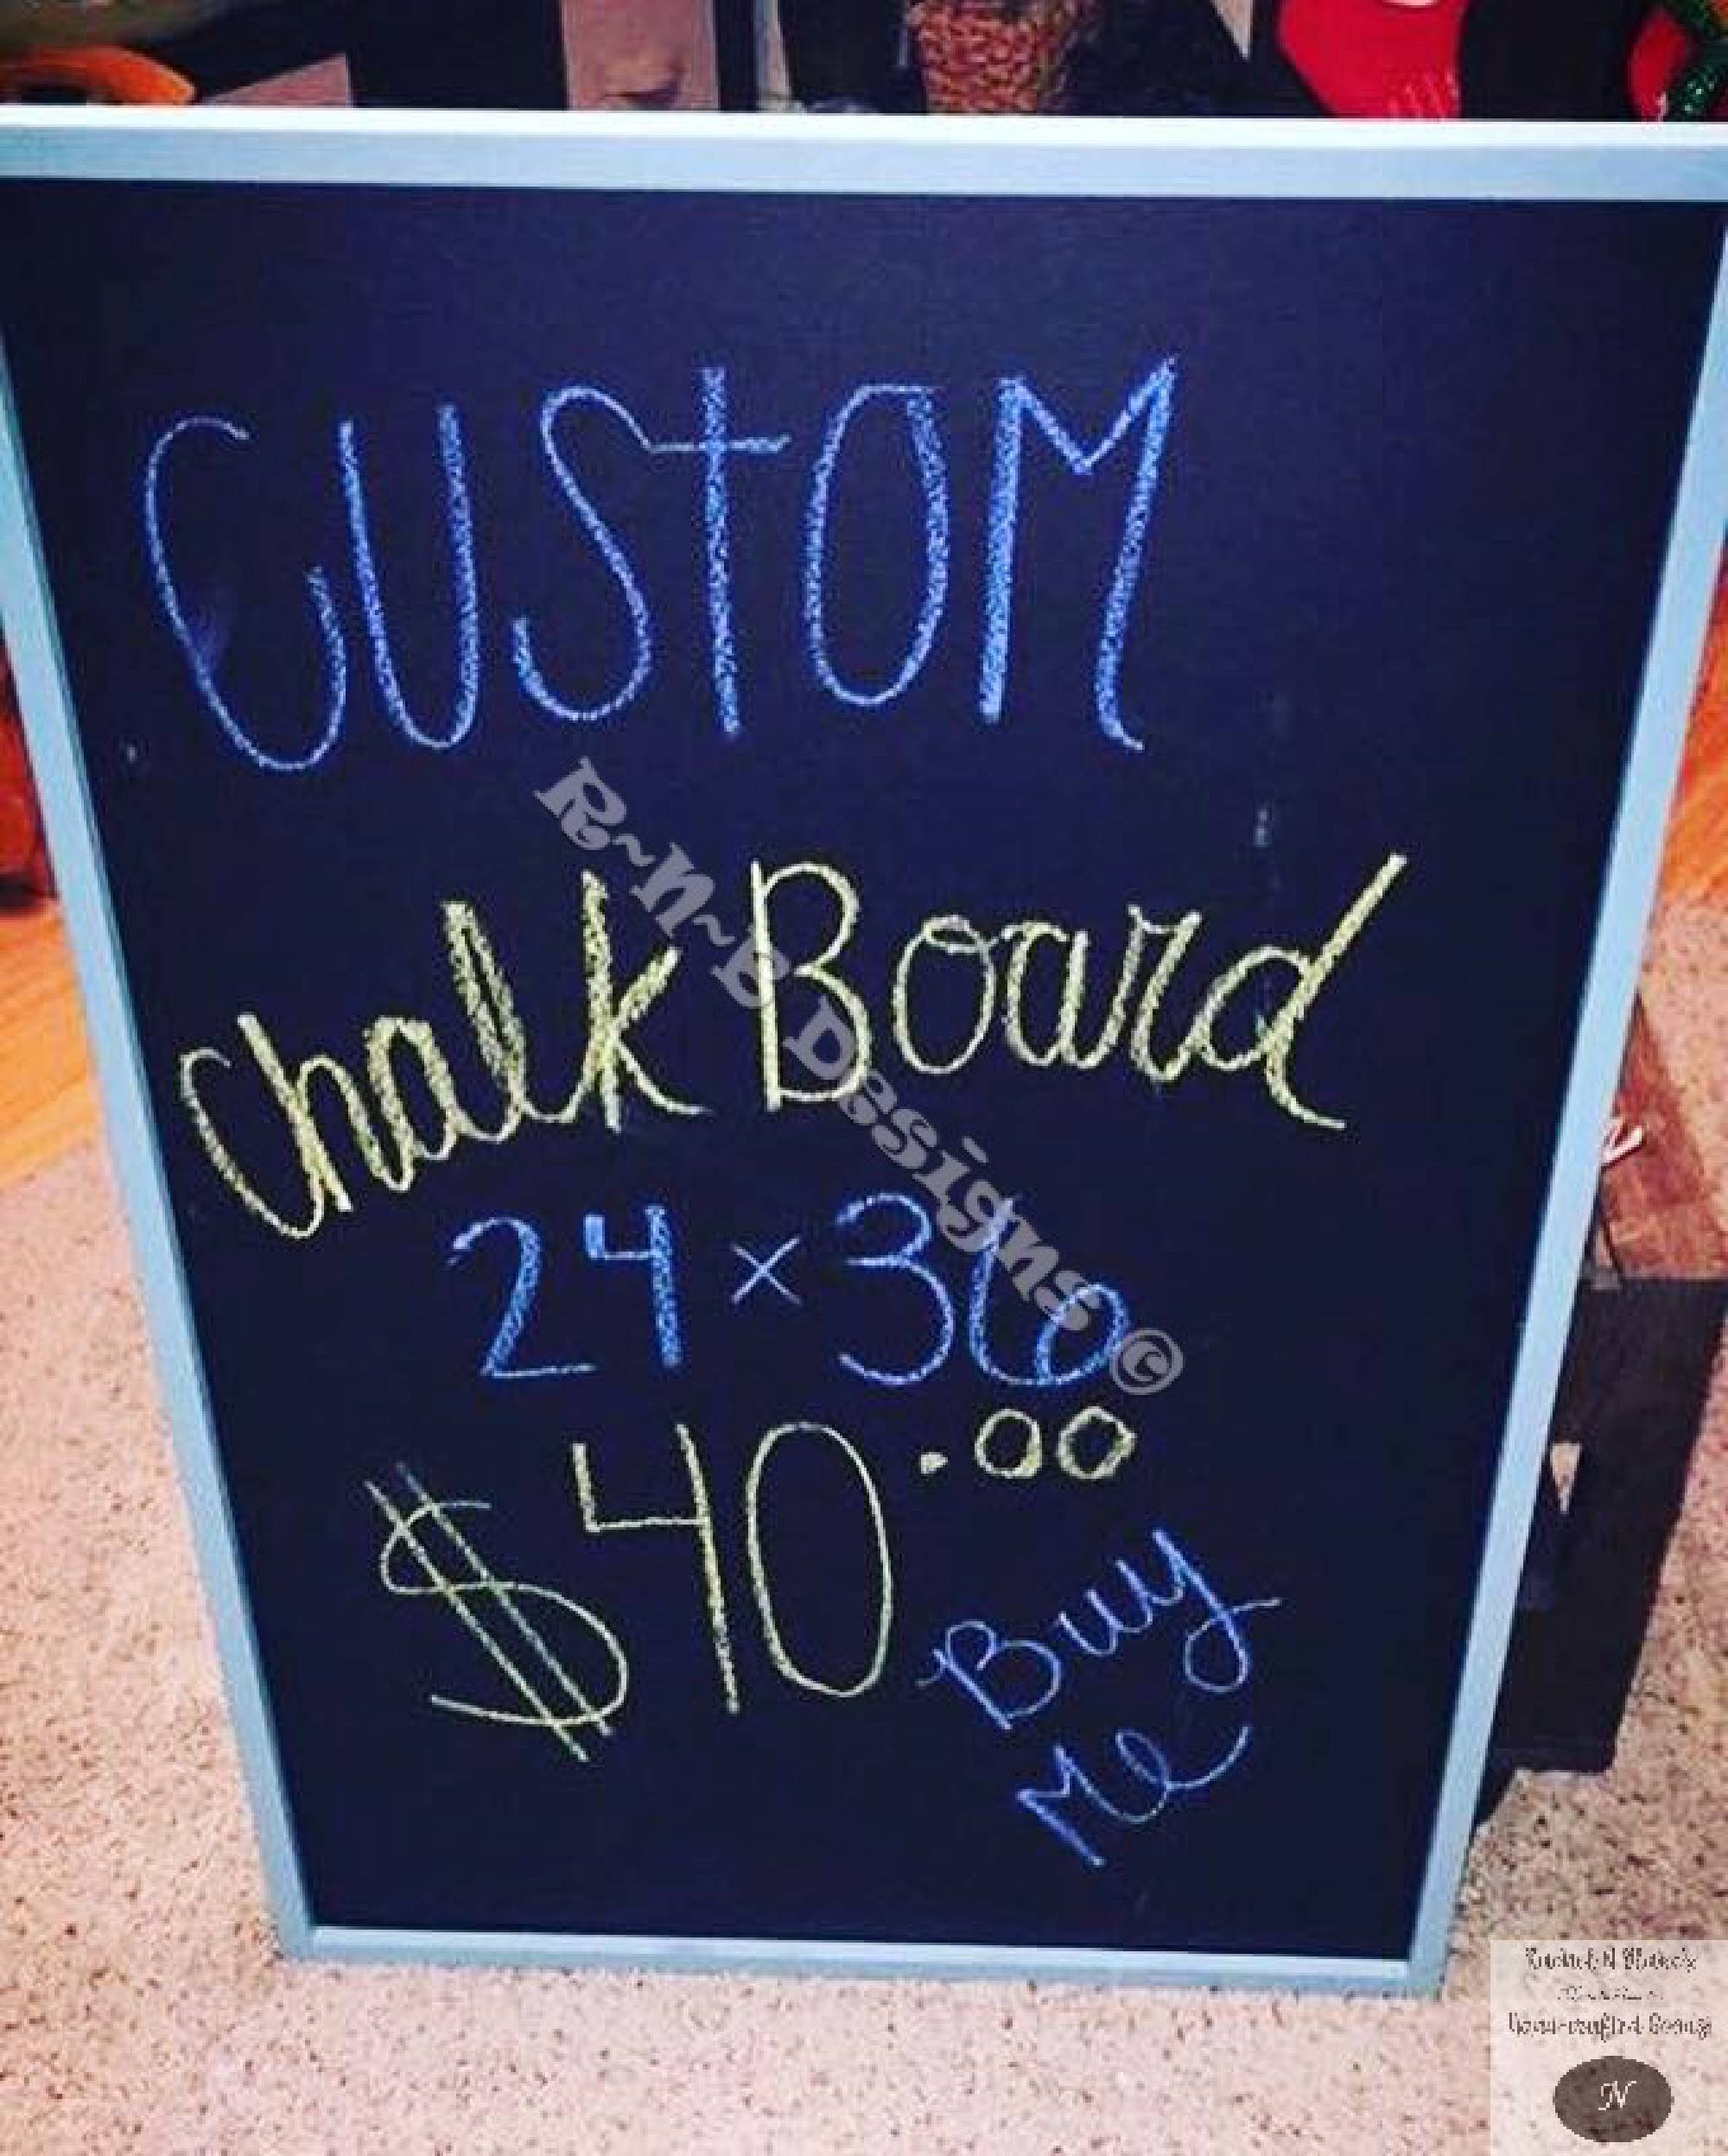 CUSTOM
Chalk Board
24 x 36
$40.00
Buy
Me
R~N~B Designs ©
N